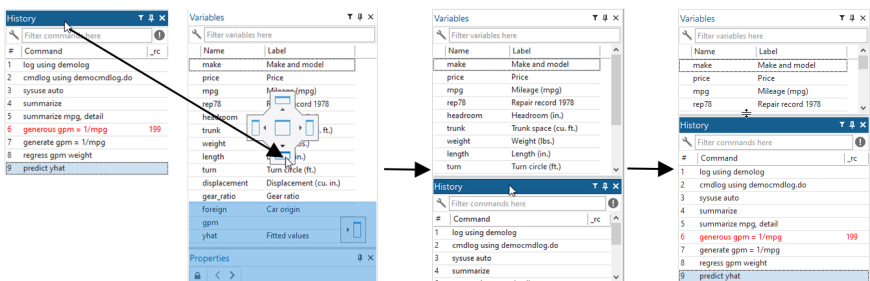 History
Filter commands here
# Command _rc
1 log using demolog
2 cmdlog using democmdlog.do
3 sysuse auto
4 summarize
5 summarize mpg, detail
6 generous gpm = 1/mpg 199
7 generate gpm = 1/mpg
8 regress gpm weight
9 predict yhat
Variables
Filter variables here
Name Label
make Make and model
price Price
mpg Mileage (mpg)
rep78 cord 1978
headroom
trunk . ft.)
weight bs.)
length in.)
turn Turn circle (ft.)
displacement Displacement (cu. in.)
gear_ratio Gear ratio
foreign Car origin
gpm
yhat Fitted values
Properties
Variables
Filter variables here
Name Label
make Make and model
price Price
mpg Mileage (mpg)
rep78 Repair record 1978
headroom Headroom (in.)
trunk Trunk space (cu. ft.)
weight Weight (lbs.)
length Length (in.)
turn Turn circle (ft.)
History
Filter commands here
# Command _rc
1 log using demolog
2 cmdlog using democmdlog.do
3 sysuse auto
4 summarize
Variables
Filter variables here
Name Label
make Make and model
price Price
mpg Mileage (mpg)
rep78 Repair record 1978
History
Filter commands here
# Command _rc
1 log using demolog
2 cmdlog using democmdlog.do
3 sysuse auto
4 summarize
5 summarize mpg, detail
6 generous gpm = 1/mpg 199
7 generate gpm = 1/mpg
8 regress gpm weight
9 predict yhat